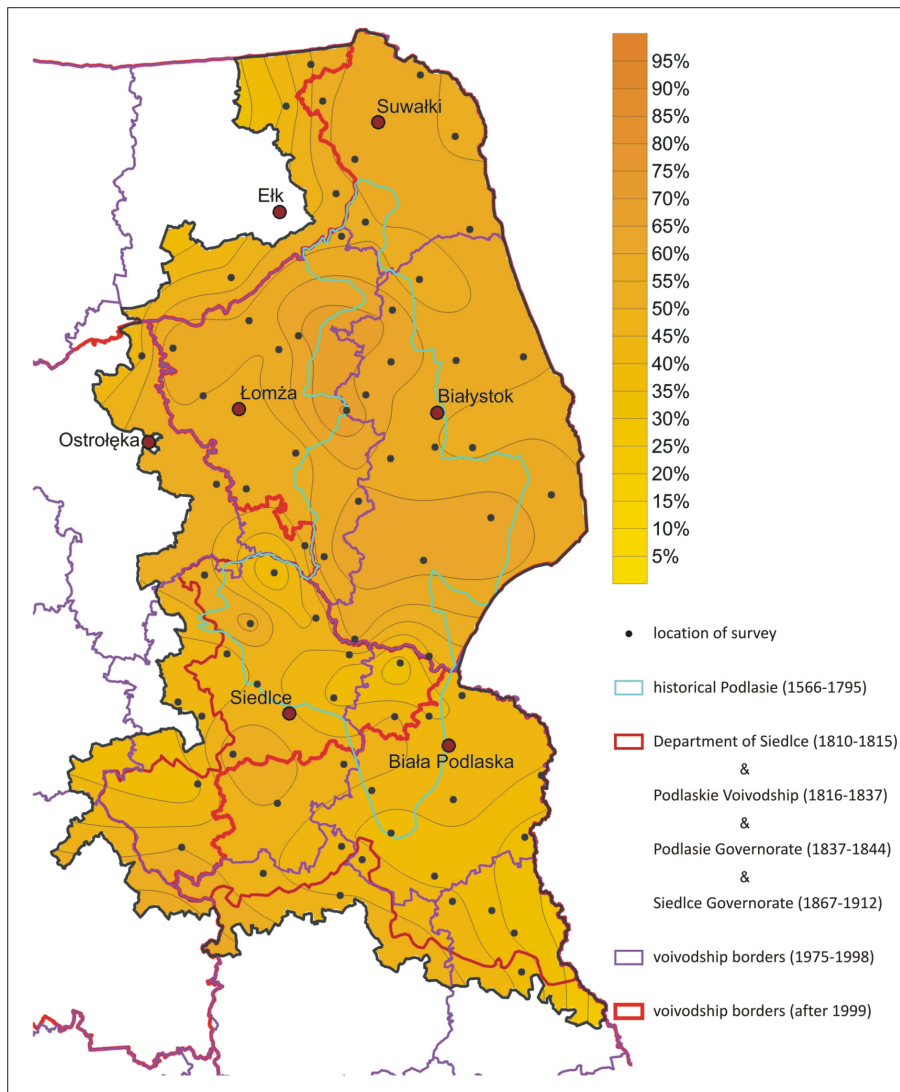 Suwałki
Ełk
Łomża
Białystok
Ostrołęka
Siedlce
Biała Podlaska
95%
90%
85%
80%
75%
70%
65%
60%
55%
50%
45%
40%
35%
30%
25%
20%
15%
10%
5%
location of survey
historical Podlasie (1566-1795)
Department of Siedlce (1810-1815)
&
Podlaskie Voivodship (1816-1837)
&
Podlasie Governorate (1837-1844)
&
Siedlce Governorate (1867-1912)
voivodship borders (1975-1998)
voivodship borders (after 1999)